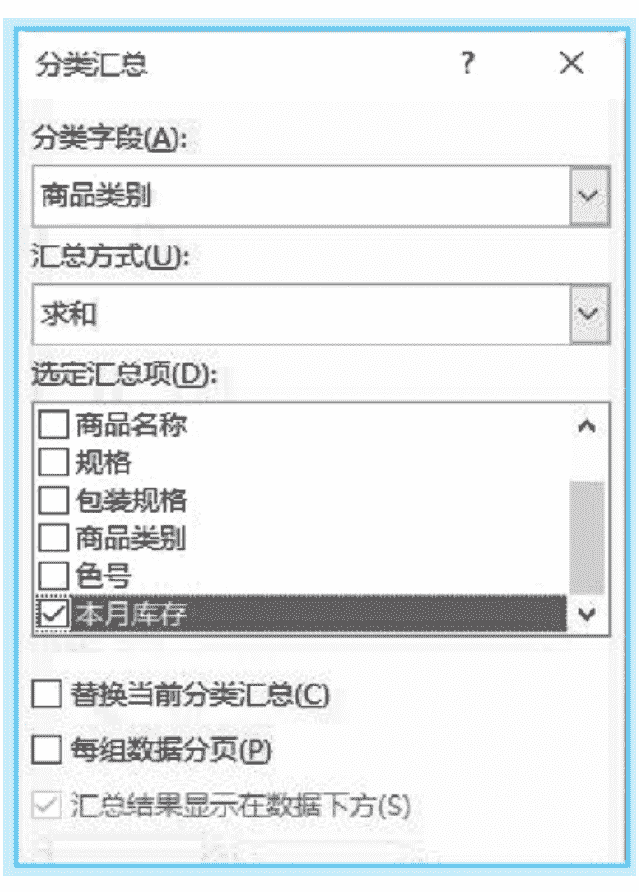 分类汇总 ?
分类字段(A):
商品类别
汇总方式(U):
求和
选定汇总项(D):
商品名称
规格
包装规格
商品类别
色号
本月库存
替换当前分类汇总(C)
每组数据分页(P)
汇总结果显示在数据下方(S)